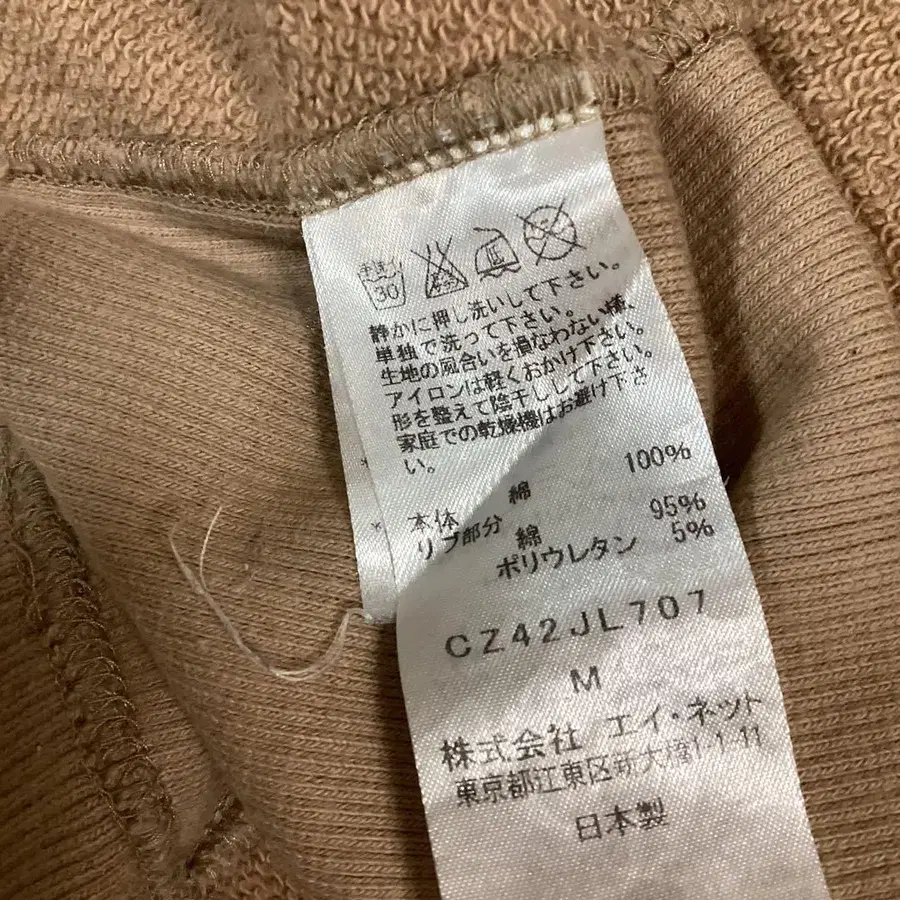 手洗イ
30
静かに押し洗いして下さい。
単独で洗って下さい。
生地の風合いを損なわない様、
アイロンは軽くおかけ下さい。
形を整えて陰干しして下さい。
家庭での乾燥機はお避け下さ
い。
綿 100%
本体
リブ部分 綿 95%
ポリウレタン 5%
CZ42JL707
M
株式会社 エイ・ネット
東京都江東区新大橋1-1-11
日本製